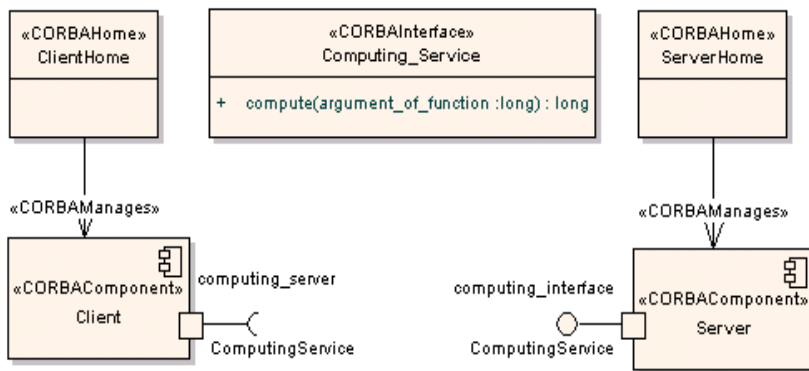 «CORBAHome»
ClientHome
«CORBAInterface»
Computing_Service
+ compute(argument_of_function :long) : long
«CORBAHome»
ServerHome
«CORBAManages»
«CORBAManages»
«CORBAComponent»
Client
computing_server
ComputingService
computing_interface
ComputingService
«CORBAComponent»
Server